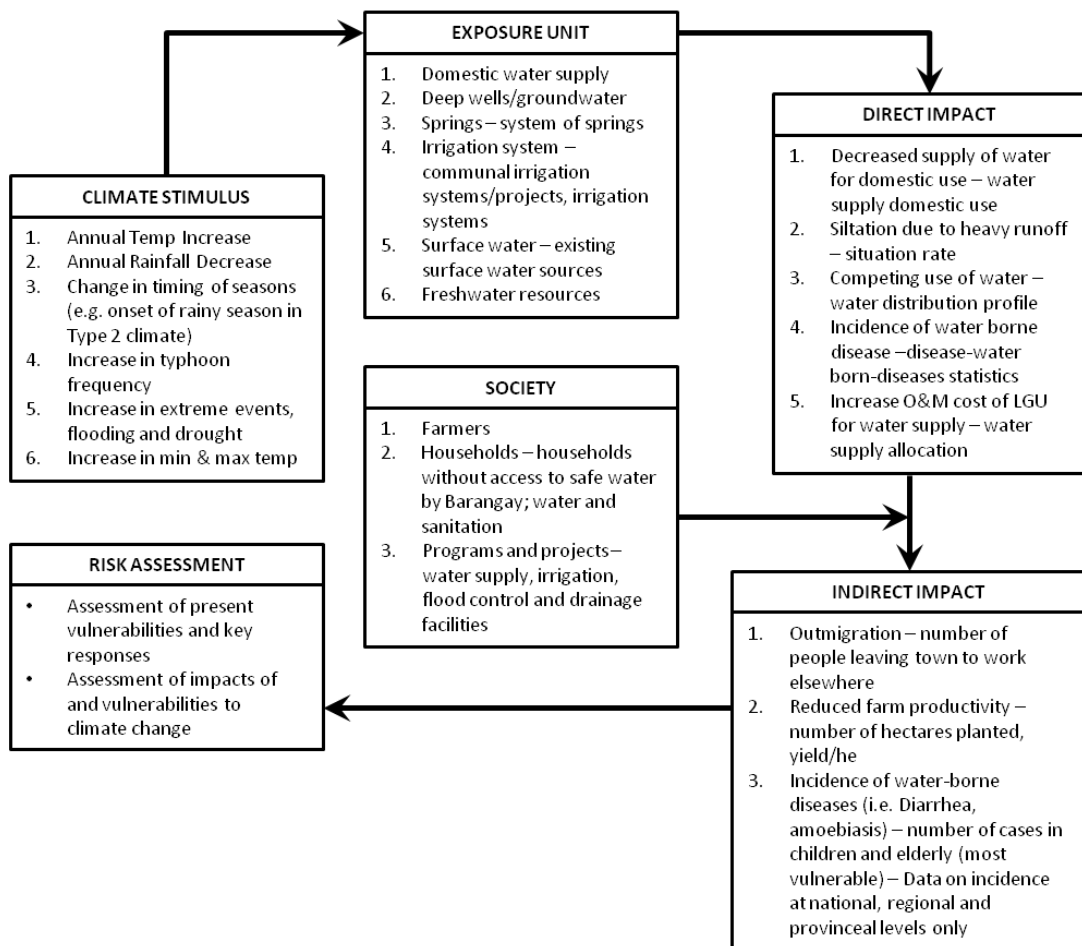 EXPOSURE UNIT
1. Domestic water supply
2. Deep wells/groundwater
3. Springs – system of springs
4. Irrigation system –
communal irrigation
systems/projects, irrigation
systems
5. Surface water – existing
surface water sources
6. Freshwater resources
DIRECT IMPACT
1. Decreased supply of water
for domestic use – water
supply domestic use
2. Siltation due to heavy runoff
– situation rate
3. Competing use of water –
water distribution profile
4. Incidence of water borne
disease –disease-water
born-diseases statistics
5. Increase O&M cost of LGU
for water supply – water
supply allocation
CLIMATE STIMULUS
1. Annual Temp Increase
2. Annual Rainfall Decrease
3. Change in timing of seasons
(e.g. onset of rainy season in
Type 2 climate)
4. Increase in typhoon
frequency
5. Increase in extreme events,
flooding and drought
6. Increase in min & max temp
SOCIETY
1. Farmers
2. Households – households
without access to safe water
by Barangay; water and
sanitation
3. Programs and projects–
water supply, irrigation,
flood control and drainage
facilities
RISK ASSESSMENT
• Assessment of present
vulnerabilities and key
responses
• Assessment of impacts of
and vulnerabilities to
climate change
INDIRECT IMPACT
1. Outmigration – number of
people leaving town to work
elsewhere
2. Reduced farm productivity –
number of hectares planted,
yield/he
3. Incidence of water-borne
diseases (i.e. Diarrhea,
amoebiasis) – number of cases in
children and elderly (most
vulnerable) – Data on incidence
at national, regional and
provinceal levels only